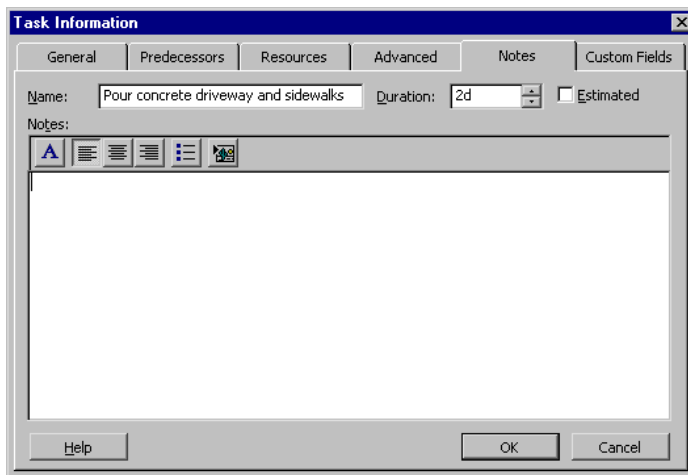 Task Information
General Predecessors Resources Advanced Notes Custom Fields
Name: Pour concrete driveway and sidewalks Duration: 2d Estimated
Notes:
A
Help OK Cancel